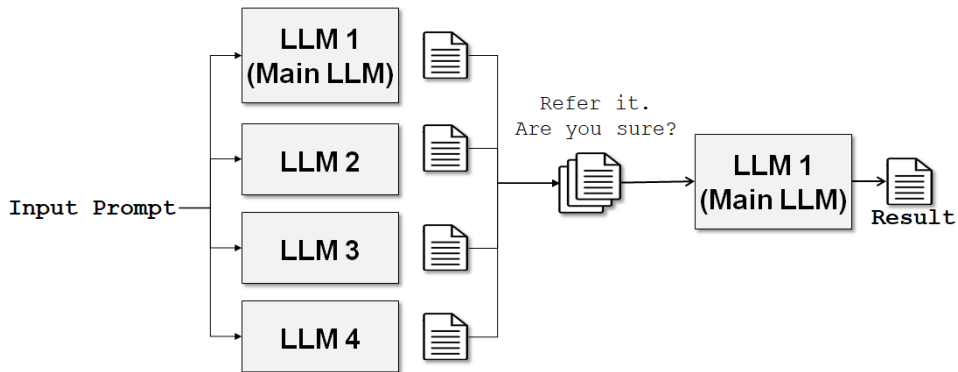 LLM 1
(Main LLM)
LLM 2
LLM 3
LLM 4
Input Prompt
Refer it.
Are you sure?
LLM 1
(Main LLM)
Result